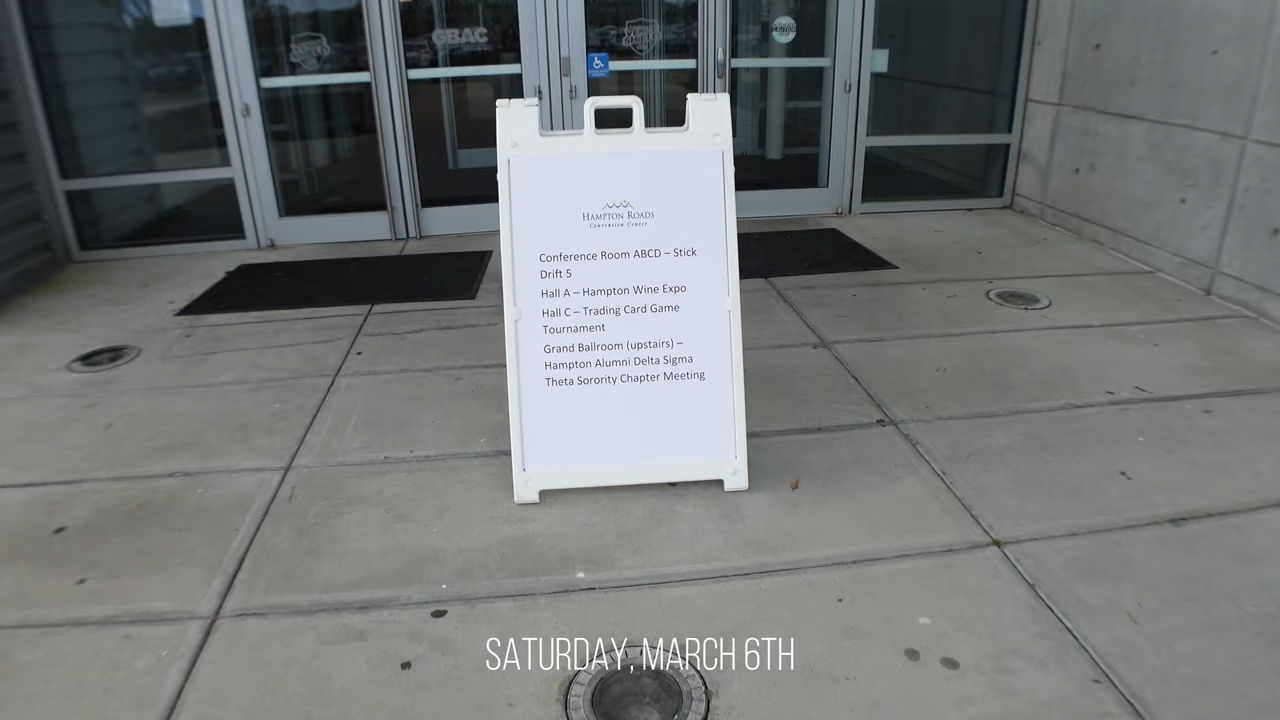 GBAC
CAUTION
HAMPTON ROADS
Convention Center
Conference Room ABCD – Stick
Drift 5
Hall A – Hampton Wine Expo
Hall C – Trading Card Game
Tournament
Grand Ballroom (upstairs) –
Hampton Alumni Delta Sigma
Theta Sorority Chapter Meeting
SATURDAY, MARCH 6TH